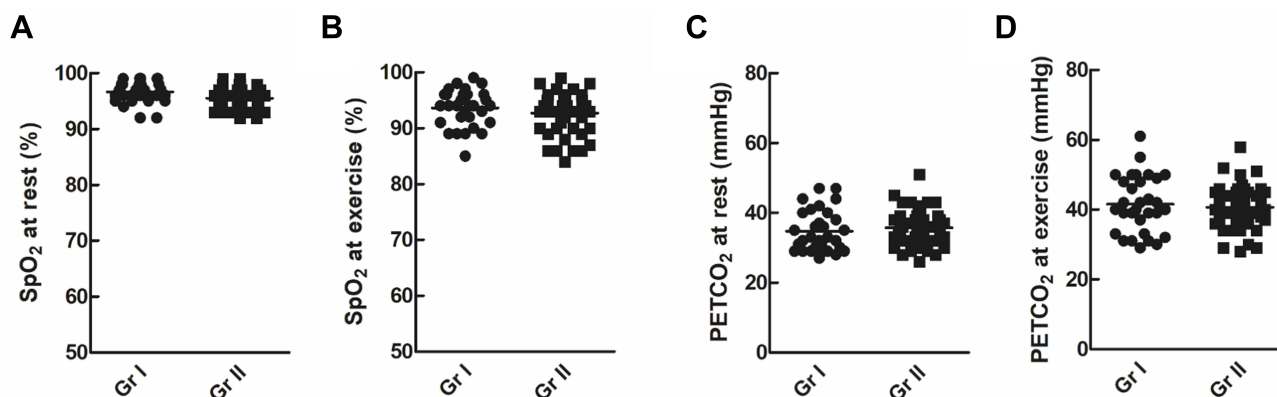 A
B
C
D
SpO2 at rest (%)
100
90
80
70
60
50
Gr I
Gr II
SpO2 at exercise (%)
100
90
80
70
60
50
Gr I
Gr II
PETCO2 at rest (mmHg)
80
60
40
20
0
Gr I
Gr II
PETCO2 at exercise (mmHg)
80
60
40
20
0
Gr I
Gr II